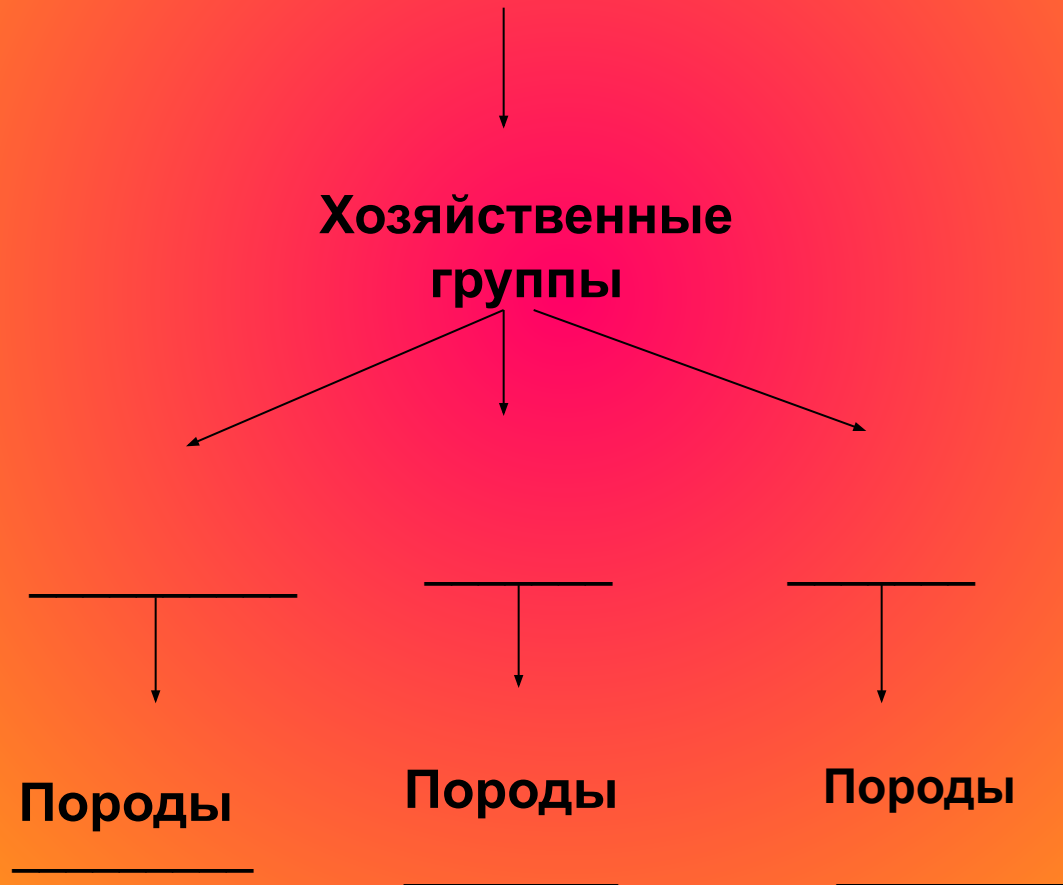 Хозяйственные
группы
Породы
Породы
Породы